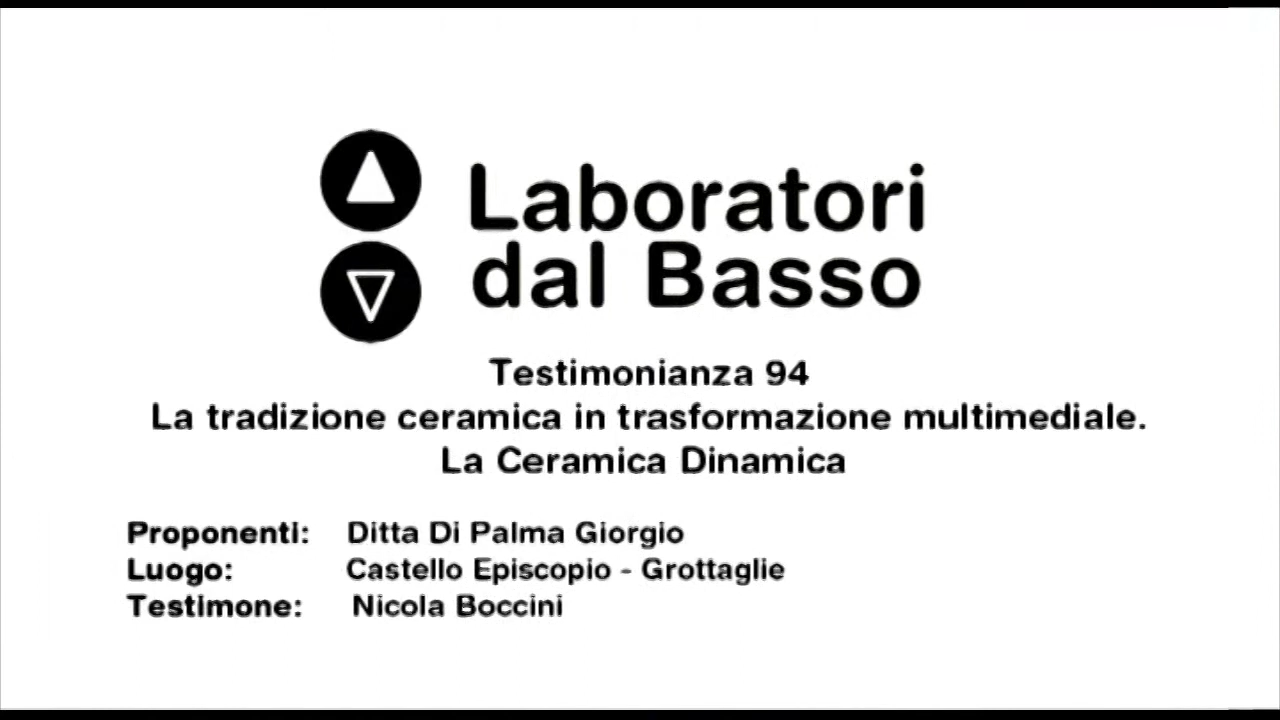 Laboratori
dal Basso
Testimonianza 94
La tradizione ceramica in trasformazione multimediale.
La Ceramica Dinamica
Proponenti: Ditta Di Palma Giorgio
Luogo: Castello Episcopio - Grottaglie
Testimone: Nicola Boccini